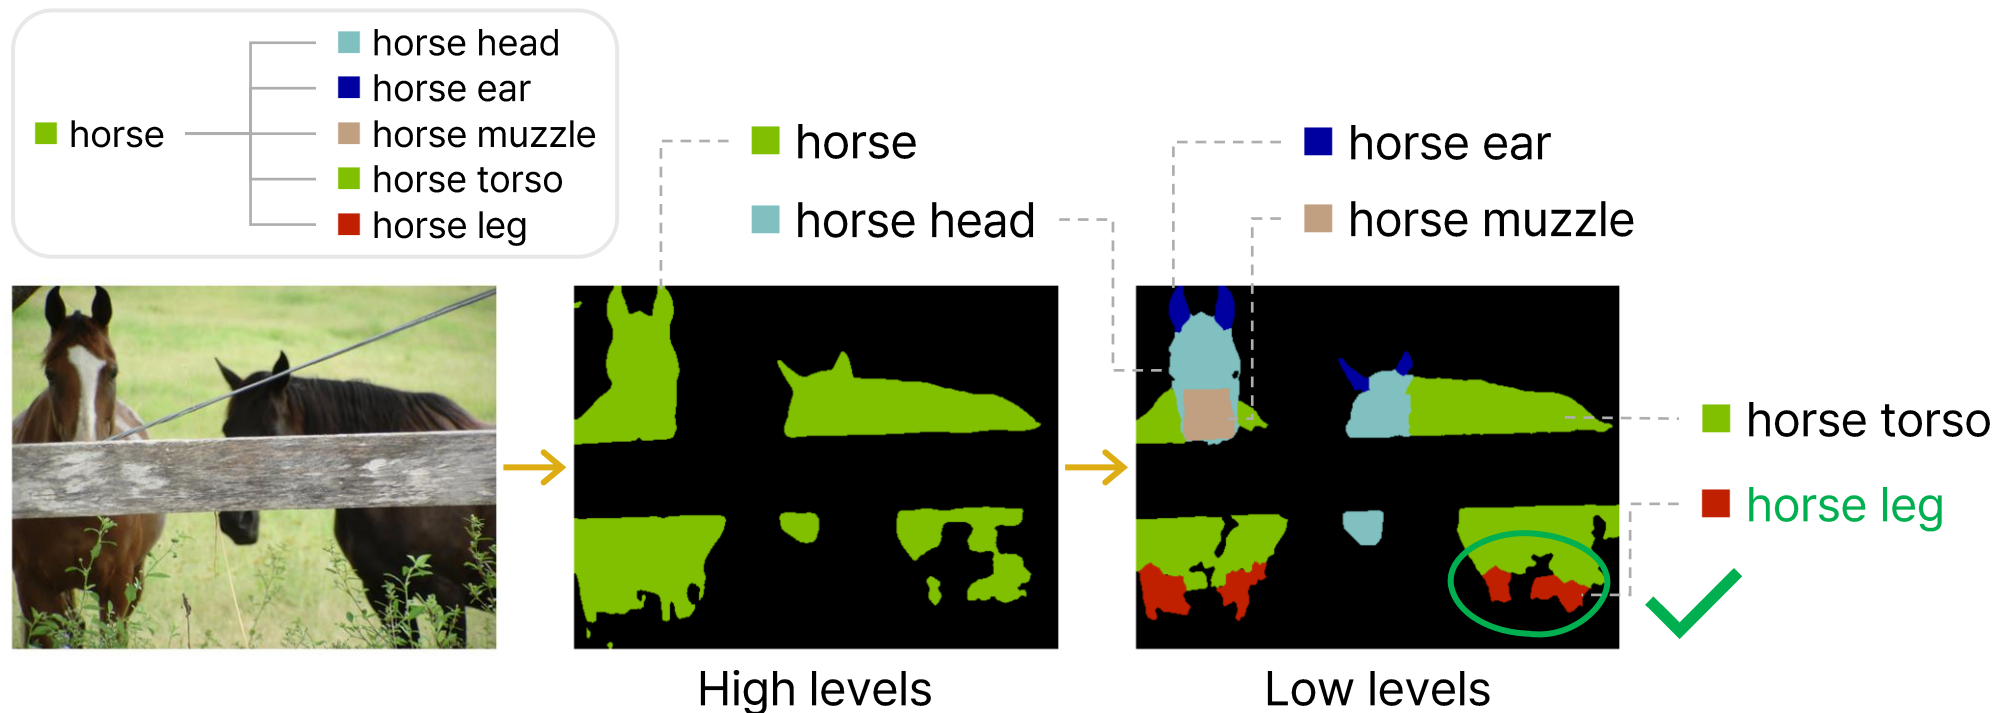 horse
horse head
horse ear
horse muzzle
horse torso
horse leg
horse
horse head
horse ear
horse muzzle
horse torso
horse leg
High levels
Low levels